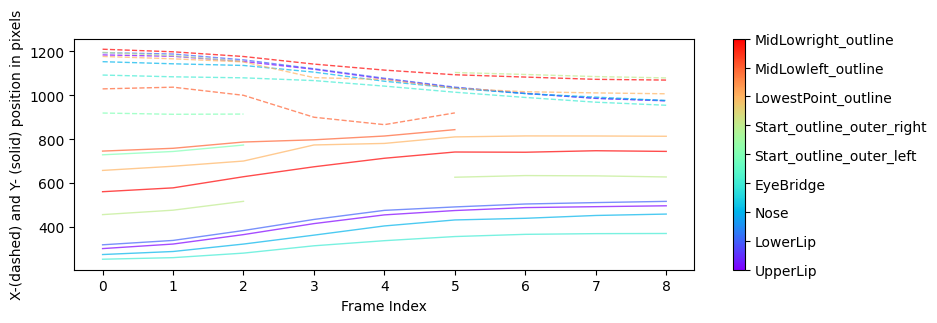 X-(dashed) and Y- (solid) position in pixels
1200
1000
800
600
400
0 1 2 3 4 5 6 7 8
Frame Index
MidLowright_outline
MidLowleft_outline
LowestPoint_outline
Start_outline_outer_right
Start_outline_outer_left
EyeBridge
Nose
LowerLip
UpperLip